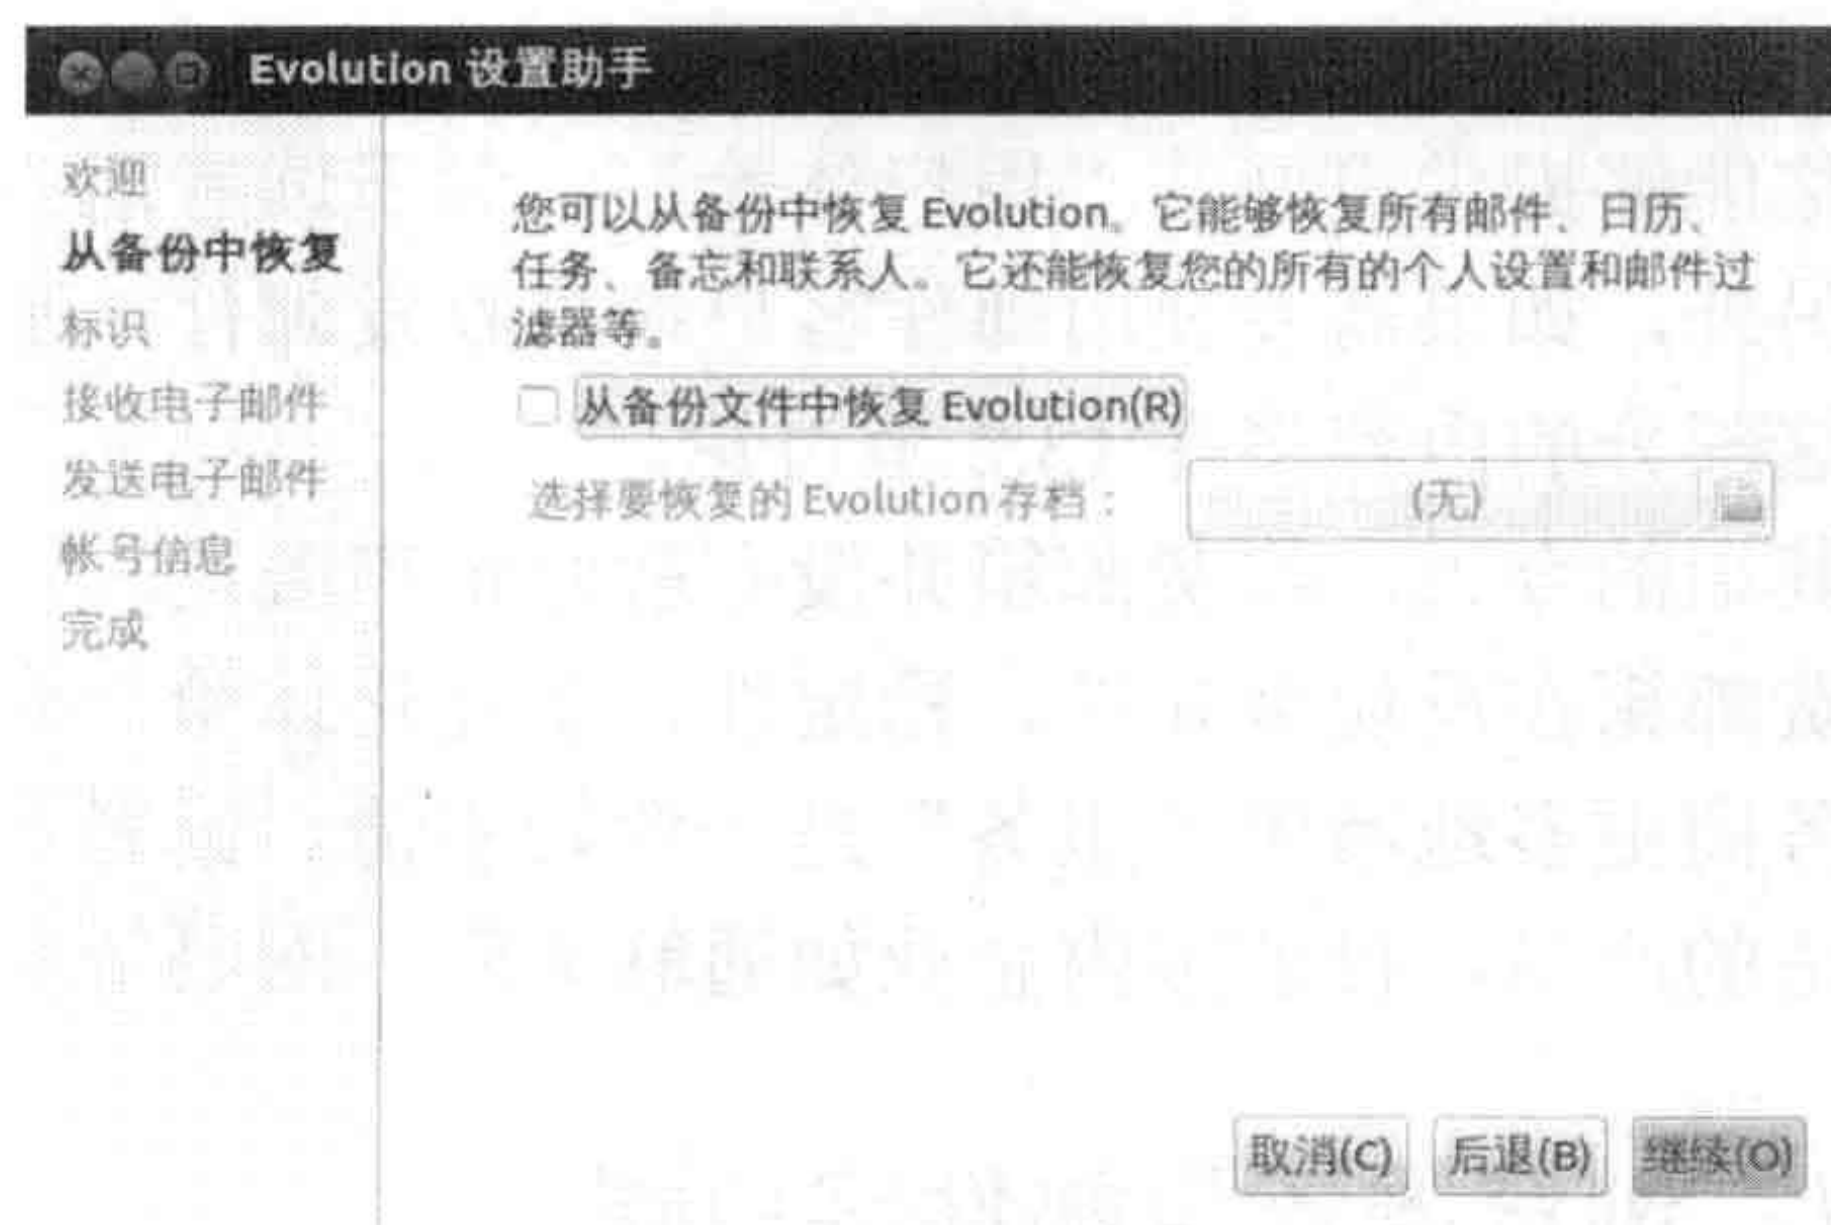 Evolution 设置助手
欢迎
从备份中恢复
标识
接收电子邮件
发送电子邮件
帐号信息
完成
您可以从备份中恢复 Evolution。它能够恢复所有邮件、日历、
任务、备忘和联系人。它还能恢复您的所有的个人设置和邮件过
滤器等。
从备份文件中恢复 Evolution(R)
选择要恢复的 Evolution 存档：
(无)
取消(C)
后退(B)
继续(O)